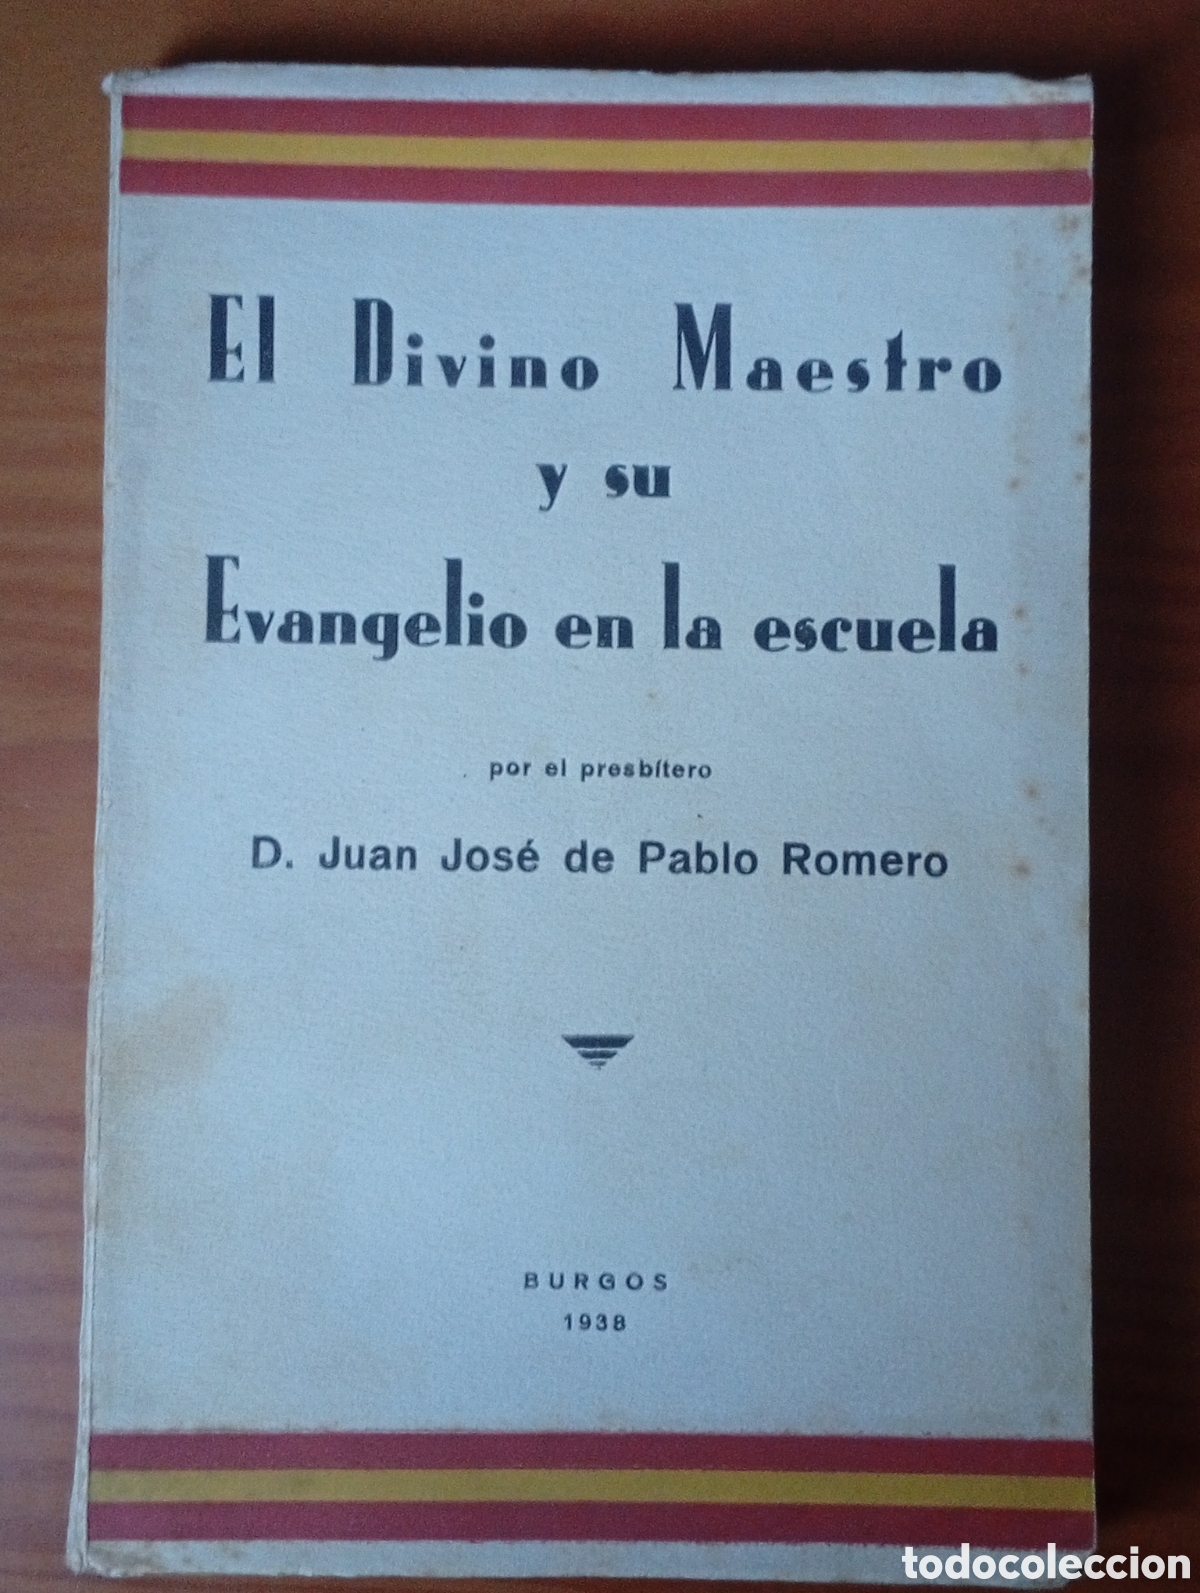 El Divino Maestro
y su
Evangelio en la escuela
por el presbítero
D. Juan José de Pablo Romero
BURGOS
1938
todocoleccion